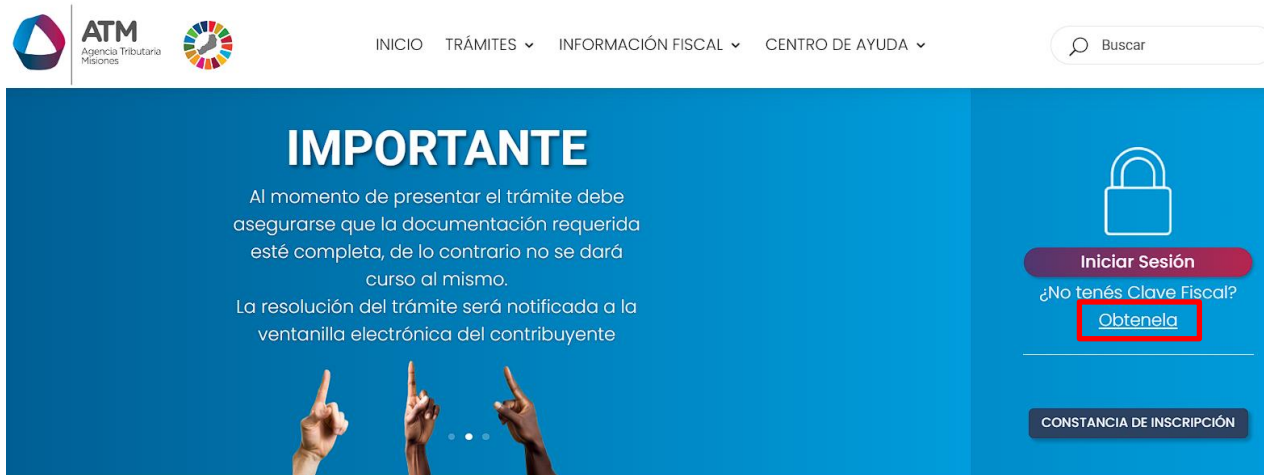 ATM
Agencia Tributaria
Misiones
INICIO TRÁMITES INFORMACIÓN FISCAL CENTRO DE AYUDA
Buscar
IMPORTANTE
Al momento de presentar el trámite debe
asegurarse que la documentación requerida
esté completa, de lo contrario no se dará
curso al mismo.
La resolución del trámite será notificada a la
ventanilla electrónica del contribuyente
Iniciar Sesión
¿No tenés Clave Fiscal?
Obtenela
CONSTANCIA DE INSCRIPCIÓN